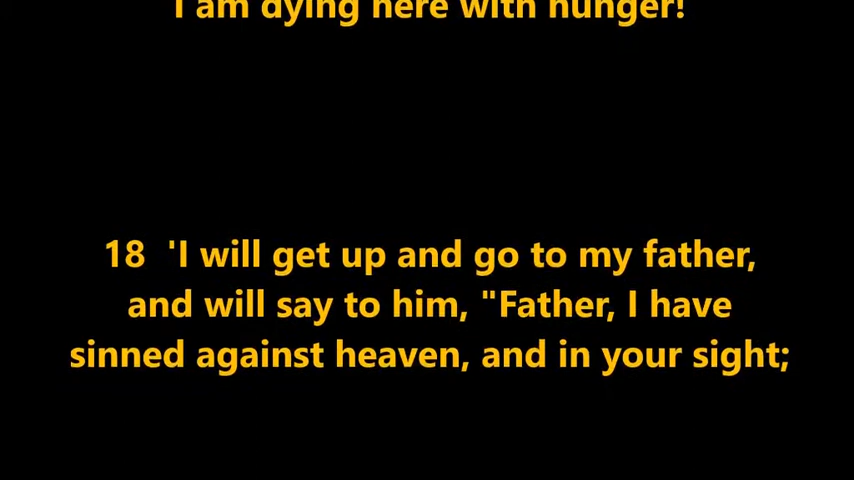 I am dying here with hunger!
18 'I will get up and go to my father,
and will say to him, "Father, I have
sinned against heaven, and in your sight;